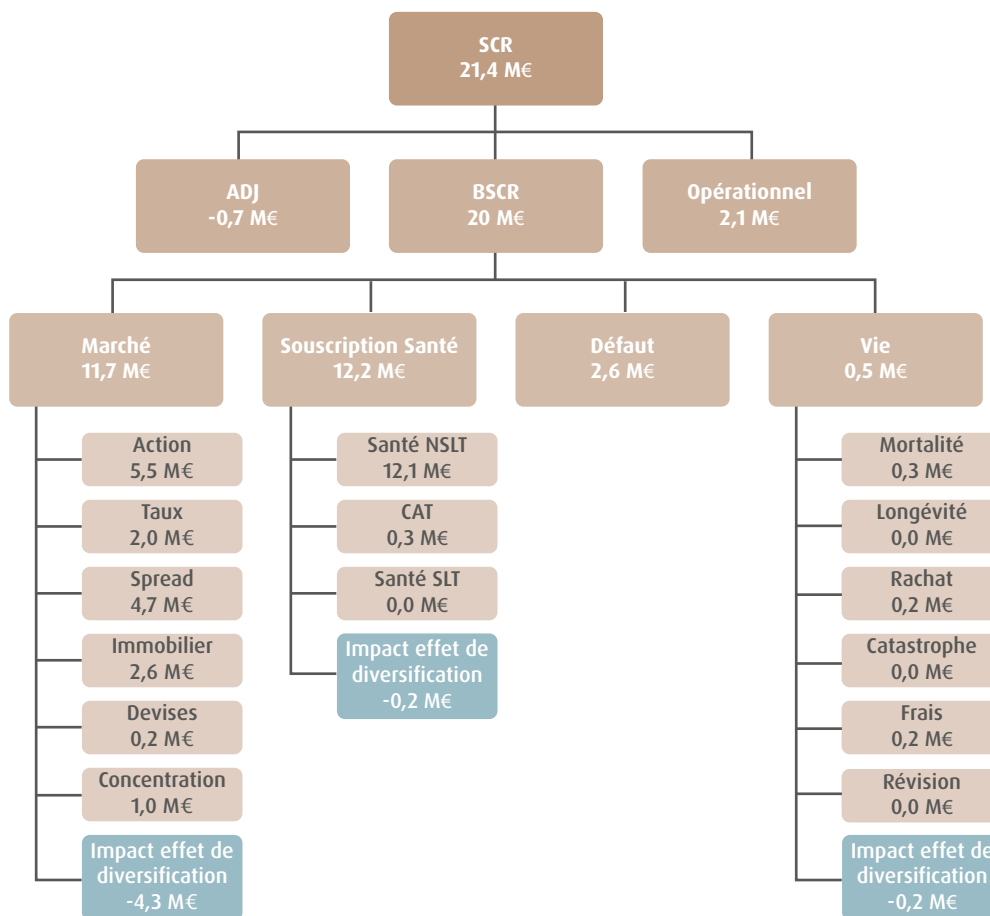 SCR
21,4 M€
ADJ
-0,7 M€
BSCR
20 M€
Opérationnel
2,1 M€
Marché
11,7 M€
Souscription Santé
12,2 M€
Défaut
2,6 M€
Vie
0,5 M€
Action
5,5 M€
Taux
2,0 M€
Spread
4,7 M€
Immobilier
2,6 M€
Devises
0,2 M€
Concentration
1,0 M€
Impact effet de
diversification
-4,3 M€
Santé NSLT
12,1 M€
CAT
0,3 M€
Santé SLT
0,0 M€
Impact effet de
diversification
-0,2 M€
Mortalité
0,3 M€
Longévité
0,0 M€
Rachat
0,2 M€
Catastrophe
0,0 M€
Frais
0,2 M€
Révision
0,0 M€
Impact effet de
diversification
-0,2 M€